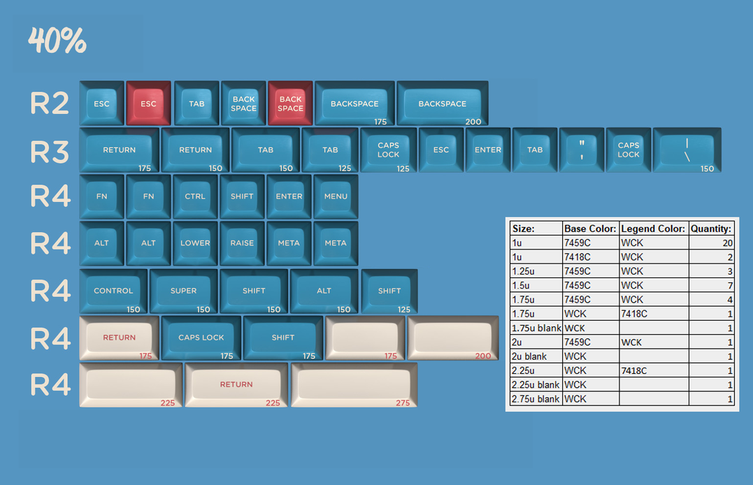 40%
R2 ESC ESC TAB BACK SPACE BACK SPACE BACKSPACE 175 BACKSPACE 200
R3 RETURN 175 RETURN 150 TAB 150 TAB 125 CAPS LOCK 125 ESC ENTER TAB " ' CAPS LOCK | \ 150
R4 FN FN CTRL SHIFT ENTER MENU
R4 ALT ALT LOWER RAISE META META
R4 CONTROL 150 SUPER 150 SHIFT 150 ALT 150 SHIFT 125
R4 RETURN 175 CAPS LOCK 175 SHIFT 175 175 200
R4 225 RETURN 225 275
Size: Base Color: Legend Color: Quantity:
1u 7459C WCK 20
1u 7418C WCK 2
1.25u 7459C WCK 3
1.5u 7459C WCK 7
1.75u 7459C WCK 4
1.75u WCK 7418C 1
1.75u blank WCK 1
2u 7459C WCK 1
2u blank WCK 1
2.25u WCK 7418C 1
2.25u blank WCK 1
2.75u blank WCK 1